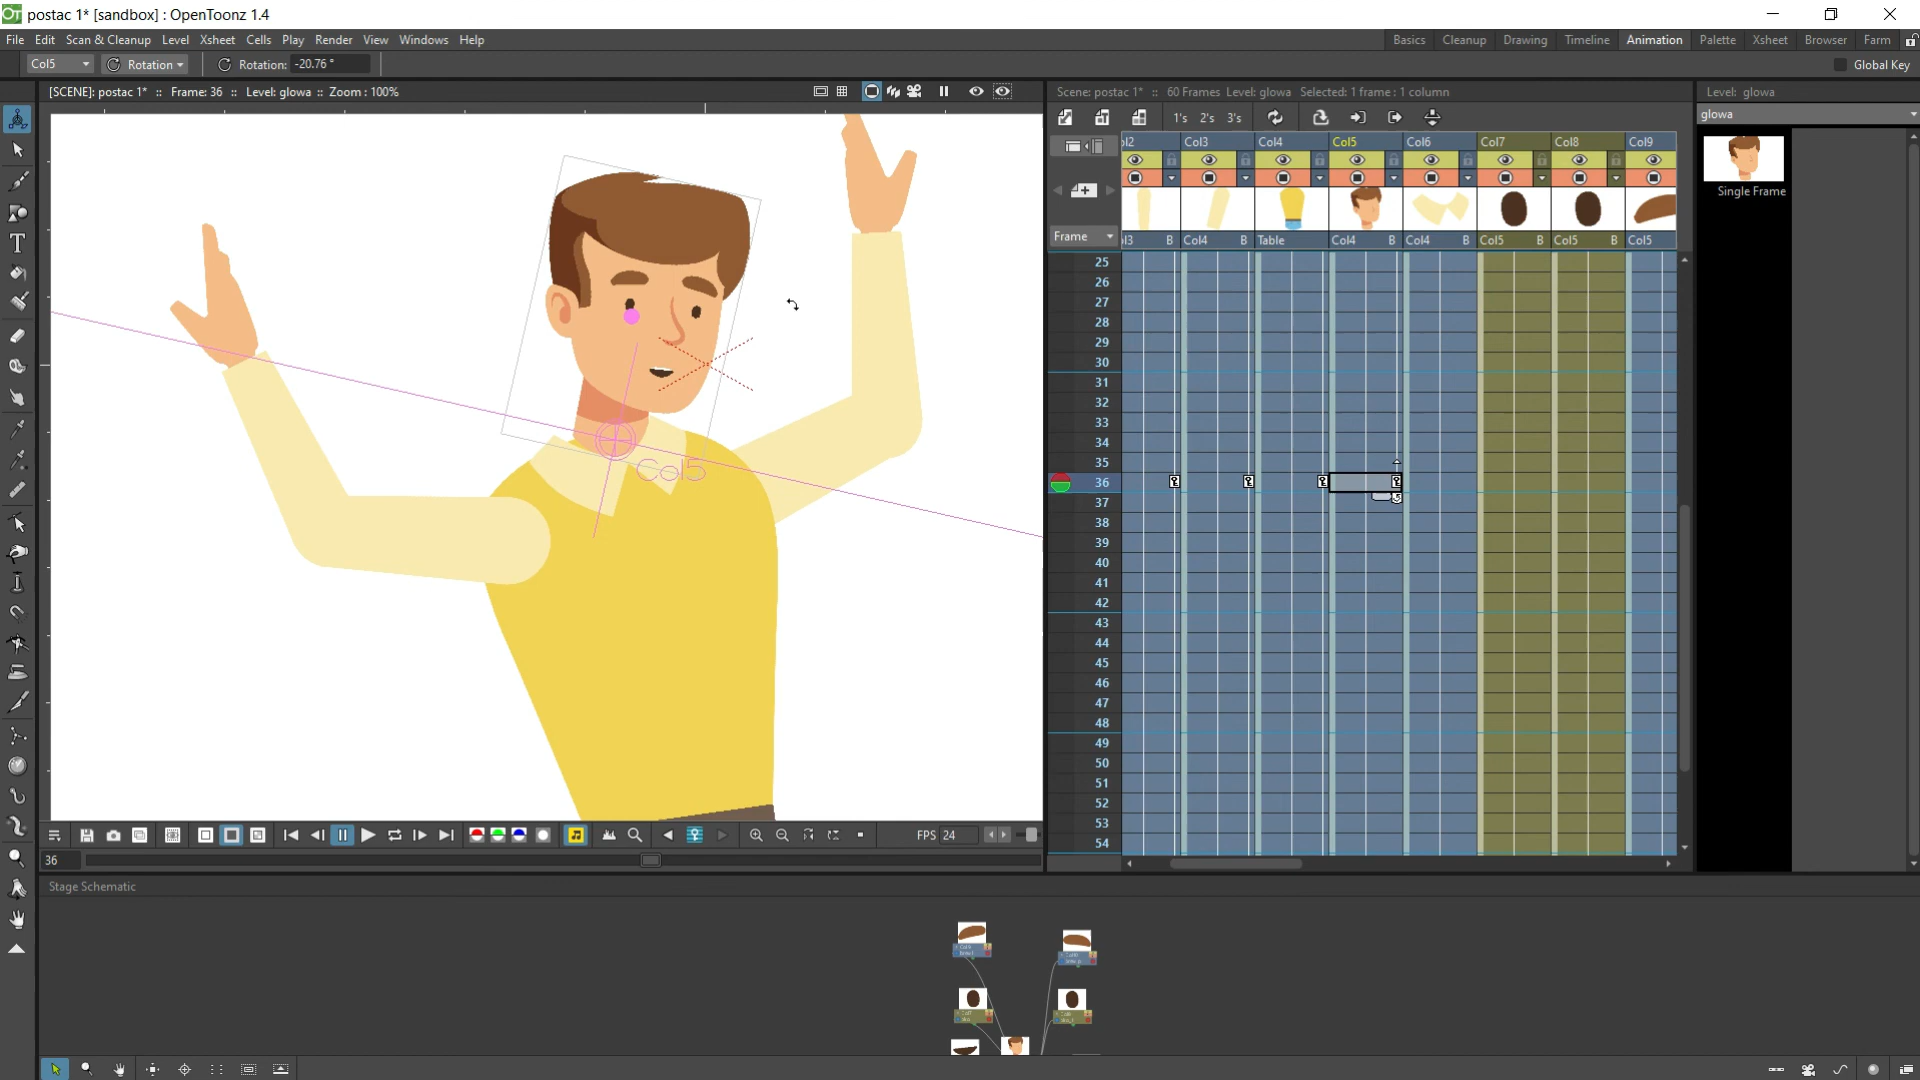 postac 1* [sandbox] : OpenToonz 1.4
File Edit Scan & Cleanup Level Xsheet Cells Play Render View Windows Help
Basics Cleanup Drawing Timeline Animation Palette Xsheet Browser Farm
Col5 Rotation Rotation: -20.76 ° Global Key
[SCENE]: postac 1* :: Frame: 36 :: Level: glowa :: Zoom : 100%
Scene: postac 1* :: 60 Frames Level: glowa Selected: 1 frame : 1 column
Level: glowa
glowa
1's 2's 3's
Col3 Col4 Col5 Col6 Col7 Col8 Col9
Single Frame
Frame
B Col4 B Table Col4 B Col4 B Col5 B Col5 B Col5
25
26
27
28
29
30
31
32
33
34
35
36
37
38
39
40
41
42
43
44
45
46
47
48
49
50
51
52
53
54
Col5
FPS 24
36
Stage Schematic